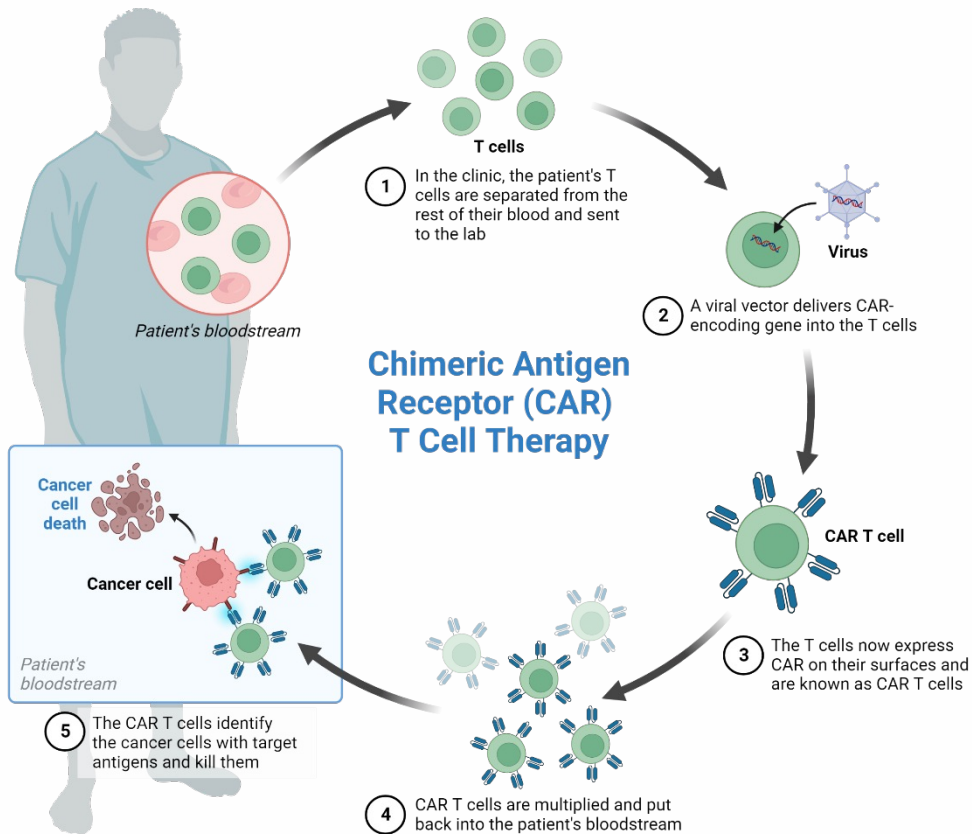 T cells
1
In the clinic, the patient's T
cells are separated from the
rest of their blood and sent
to the lab
Patient's bloodstream
Virus
2
A viral vector delivers CAR-
encoding gene into the T cells
Chimeric Antigen
Receptor (CAR)
T Cell Therapy
CAR T cell
3
The T cells now express
CAR on their surfaces and
are known as CAR T cells
4
CAR T cells are multiplied and put
back into the patient's bloodstream
Cancer
cell
death
Cancer cell
Patient's
bloodstream
5
The CAR T cells identify
the cancer cells with target
antigens and kill them